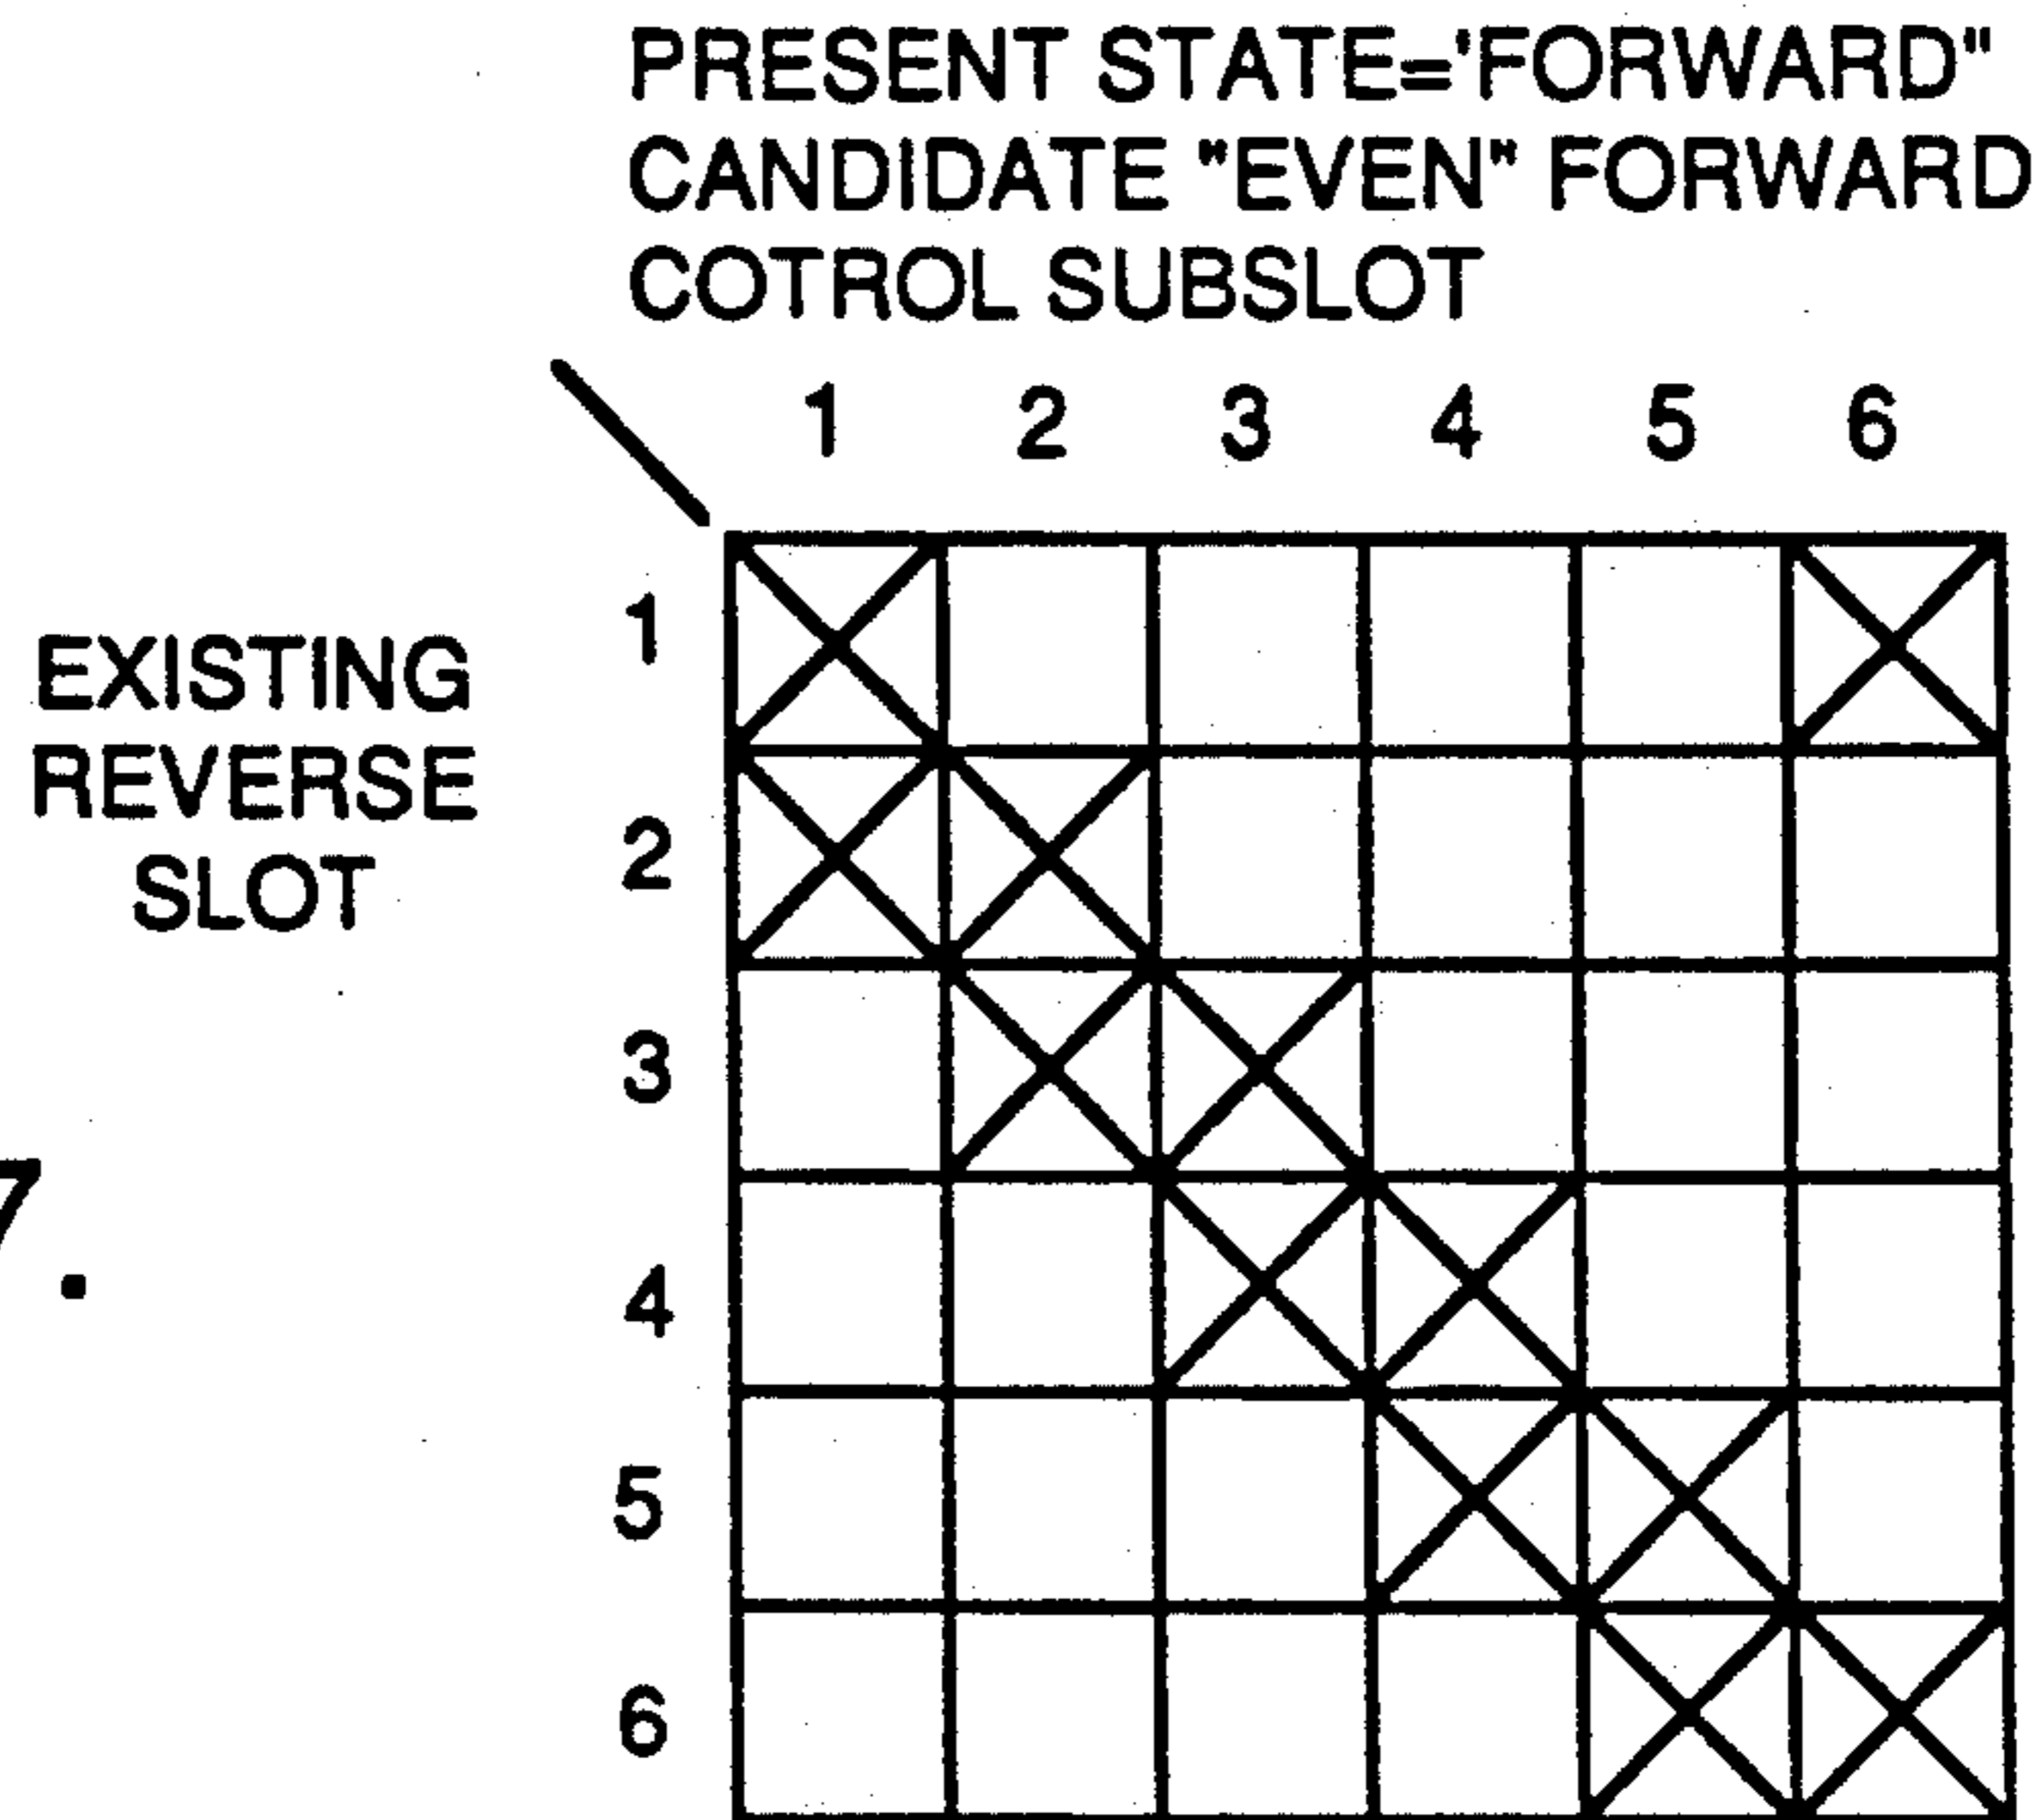 PRESENT STATE='FORWARD"
CANDIDATE "EVEN" FORWARD
COTROL SUBSLOT
1 2 3 4 5 6
1
EXISTING
REVERSE
SLOT
2
3
7.
4
5
6